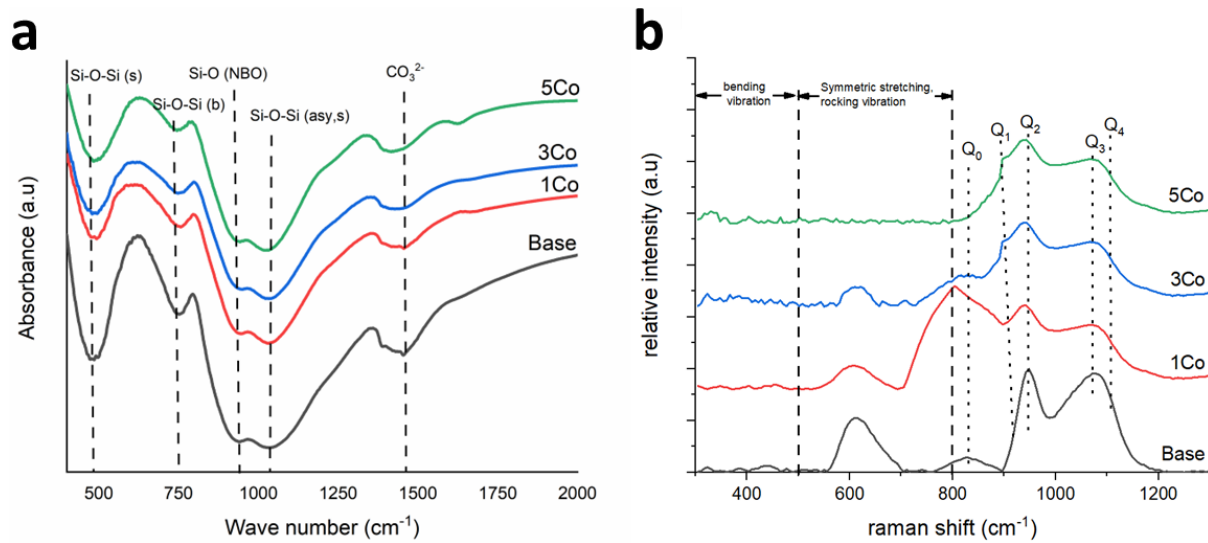 a
Si-O-Si (s)
Si-O (NBO)
CO₃²⁻
5Co
Si-O-Si (b)
Si-O-Si (asy,s)
3Co
1Co
Base
Absorbance (a.u)
500
750
1000
1250
1500
1750
2000
Wave number (cm⁻¹)
b
bending
vibration
Symmetric stretching,
rocking vibration
Q₀
Q₁
Q₂
Q₃
Q₄
5Co
3Co
1Co
Base
relative intensity (a.u)
400
600
800
1000
1200
raman shift (cm⁻¹)